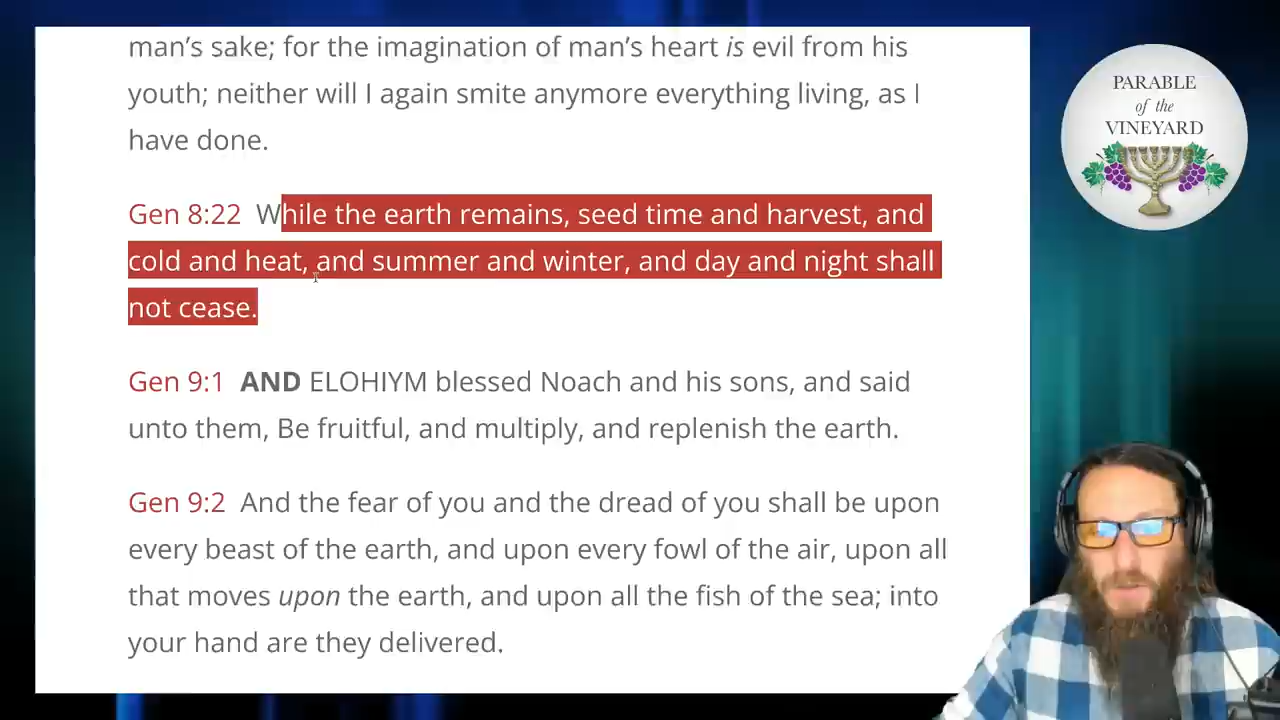 man's sake; for the imagination of man's heart is evil from his
youth; neither will I again smite anymore everything living, as I
have done.
Gen 8:22 While the earth remains, seed time and harvest, and
cold and heat, and summer and winter, and day and night shall
not cease.
Gen 9:1 AND ELOHIYM blessed Noach and his sons, and said
unto them, Be fruitful, and multiply, and replenish the earth.
Gen 9:2 And the fear of you and the dread of you shall be upon
every beast of the earth, and upon every fowl of the air, upon all
that moves upon the earth, and upon all the fish of the sea; into
your hand are they delivered.
PARABLE
of the
VINEYARD